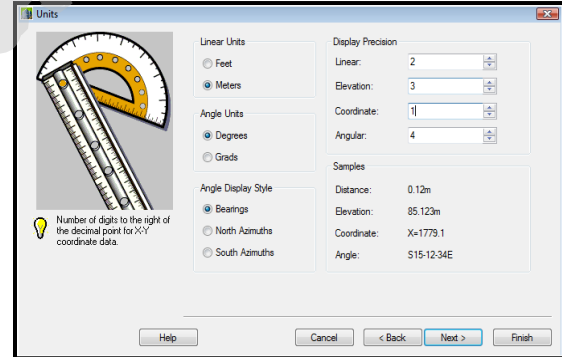 Units
Linear Units
Feet
Meters
Angle Units
Degrees
Grads
Angle Display Style
Bearings
North Azimuths
South Azimuths
Display Precision
Linear: 2
Elevation: 3
Coordinate: 1
Angular: 4
Samples
Distance: 0.12m
Elevation: 85.123m
Coordinate: X=1779.1
Angle: S15-12-34E
Number of digits to the right of
the decimal point for X-Y
coordinate data.
Help Cancel < Back Next > Finish